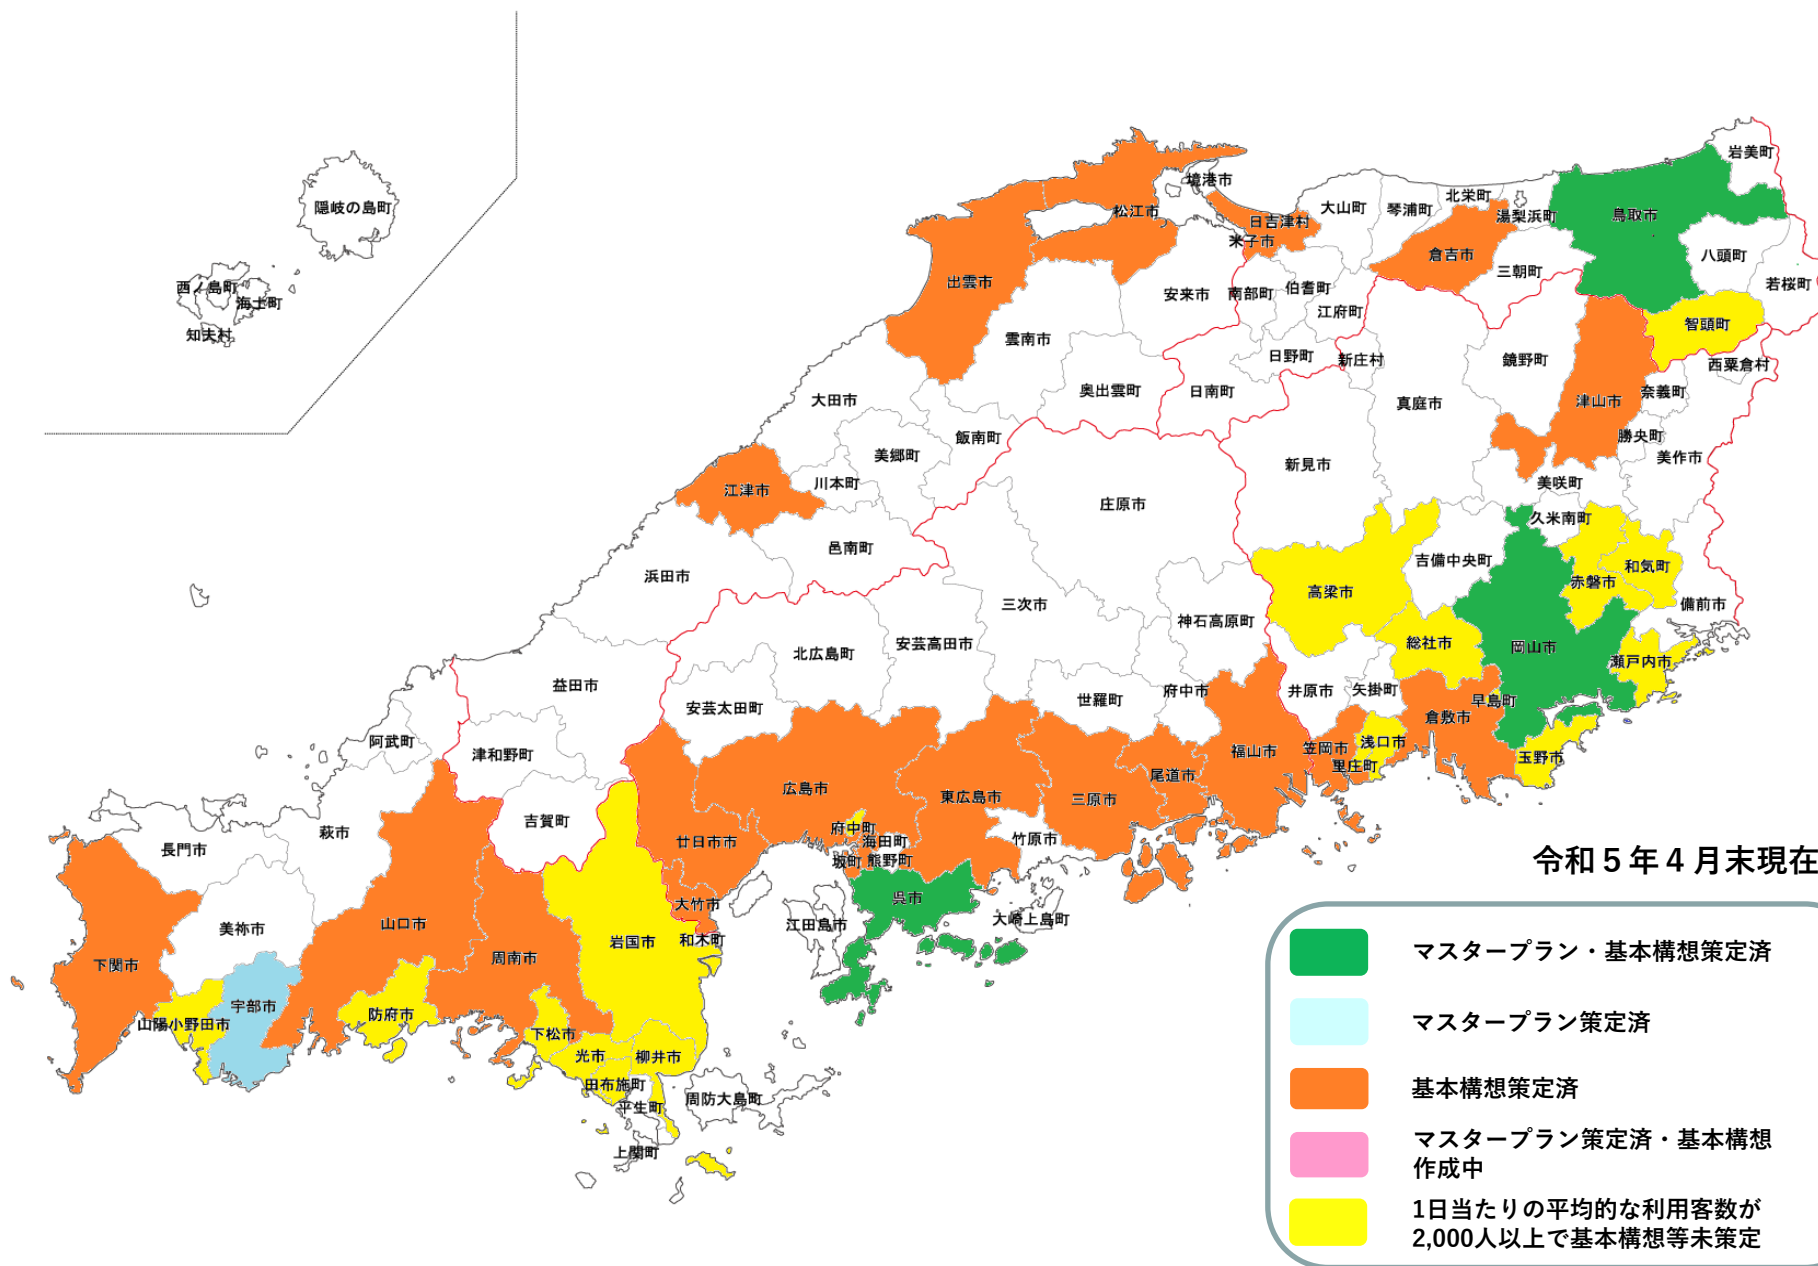 隠岐の島町
西ノ島町
海士町
知夫村
岩美町
境港市
松江市
日吉津村
米子市
大山町
琴浦町
北栄町
湯梨浜町
鳥取市
倉吉市
三朝町
八頭町
若桜町
出雲市
安来市
南部町
伯耆町
江府町
雲南市
智頭町
日野町
新庄村
鏡野町
西粟倉村
奥出雲町
日南町
真庭市
津山市
奈義町
大田市
飯南町
美郷町
勝央町
美作市
新見市
川本町
江津市
美咲町
庄原市
久米南町
邑南町
吉備中央町
和気町
浜田市
高梁市
赤磐市
三次市
備前市
神石高原町
安芸高田市
総社市
岡山市
北広島町
瀬戸内市
益田市
府中市
井原市
矢掛町
世羅町
安芸太田町
早島町
倉敷市
阿武町
津和野町
福山市
笠岡市
浅口市
里庄町
玉野市
尾道市
広島市
東広島市
三原市
吉賀町
萩市
府中町
海田町
竹原市
長門市
廿日市市
坂町
熊野町
令和5年4月末現在
大竹市
呉市
江田島市
大崎上島町
美祢市
山口市
岩国市
和木町
下関市
周南市
宇部市
山陽小野田市
防府市
下松市
光市
柳井市
田布施町
平生町
周防大島町
上関町
マスタープラン・基本構想策定済
マスタープラン策定済
基本構想策定済
マスタープラン策定済・基本構想
作成中
1日当たりの平均的な利用客数が
2,000人以上で基本構想等未策定